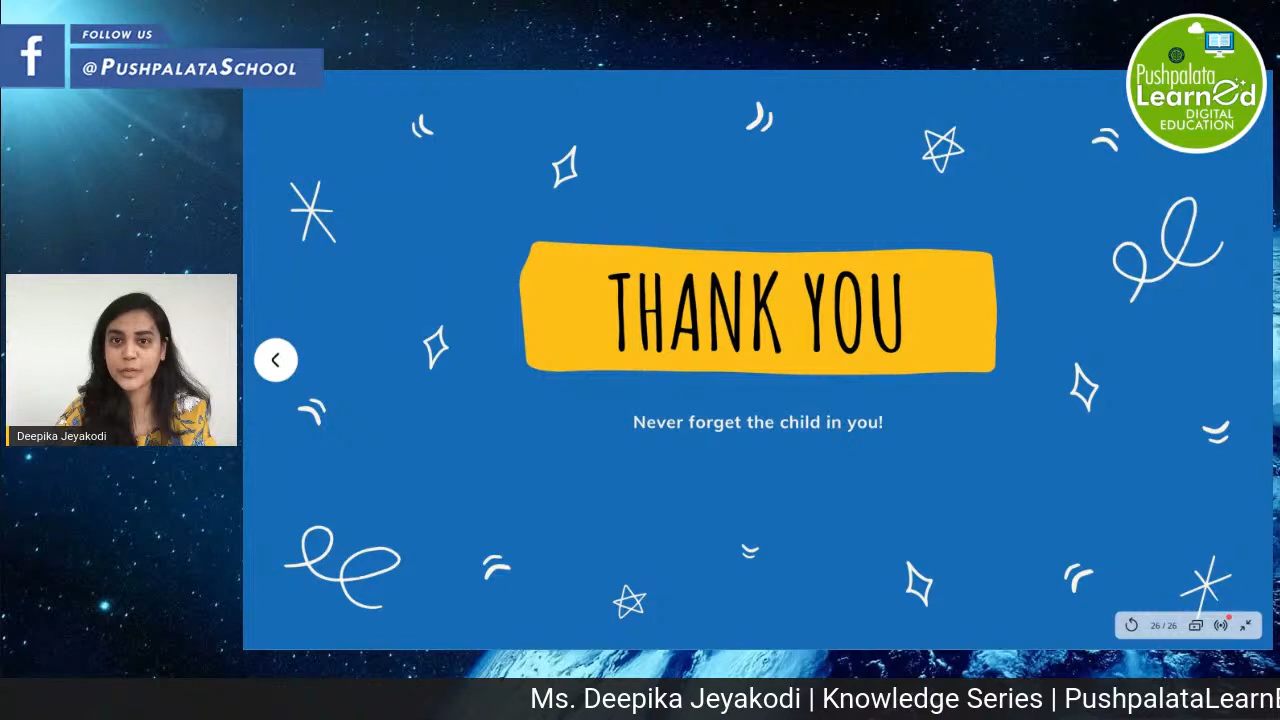 FOLLOW US
f
@PUSHPALATASCHOOL
Pushpalata
Learned
DIGITAL
EDUCATION
THANK YOU
Never forget the child in you!
Deepika Jeyakodi
26 / 26
Ms. Deepika Jeyakodi | Knowledge Series | PushpalataLearnE